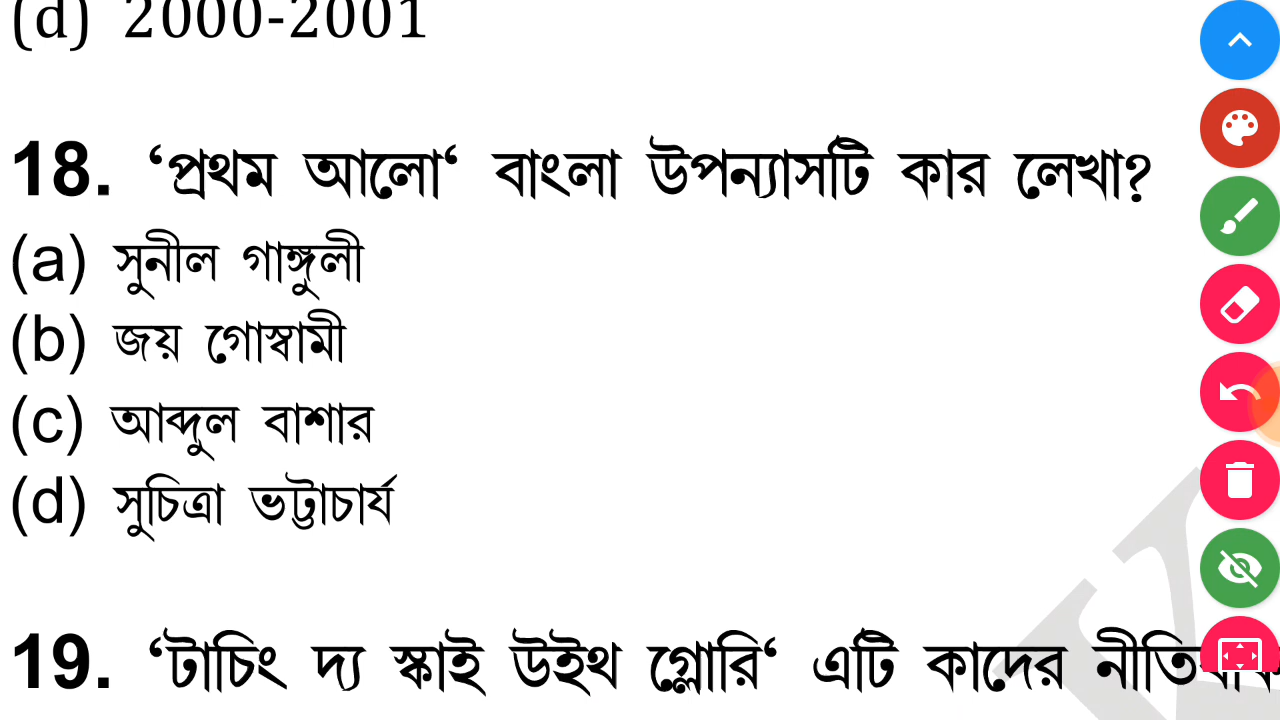 (d) 2000-2001
18. ‘প্রথম আলো‘ বাংলা উপন্যাসটি কার লেখা?
(a) সুনীল গাঙ্গুলী
(b) জয় গোস্বামী
(c) আব্দুল বাশার
(d) সুচিত্রা ভট্টাচার্য
19. ‘টাচিং দ্য স্কাই উইথ গ্লোরি‘ এটি কাদের